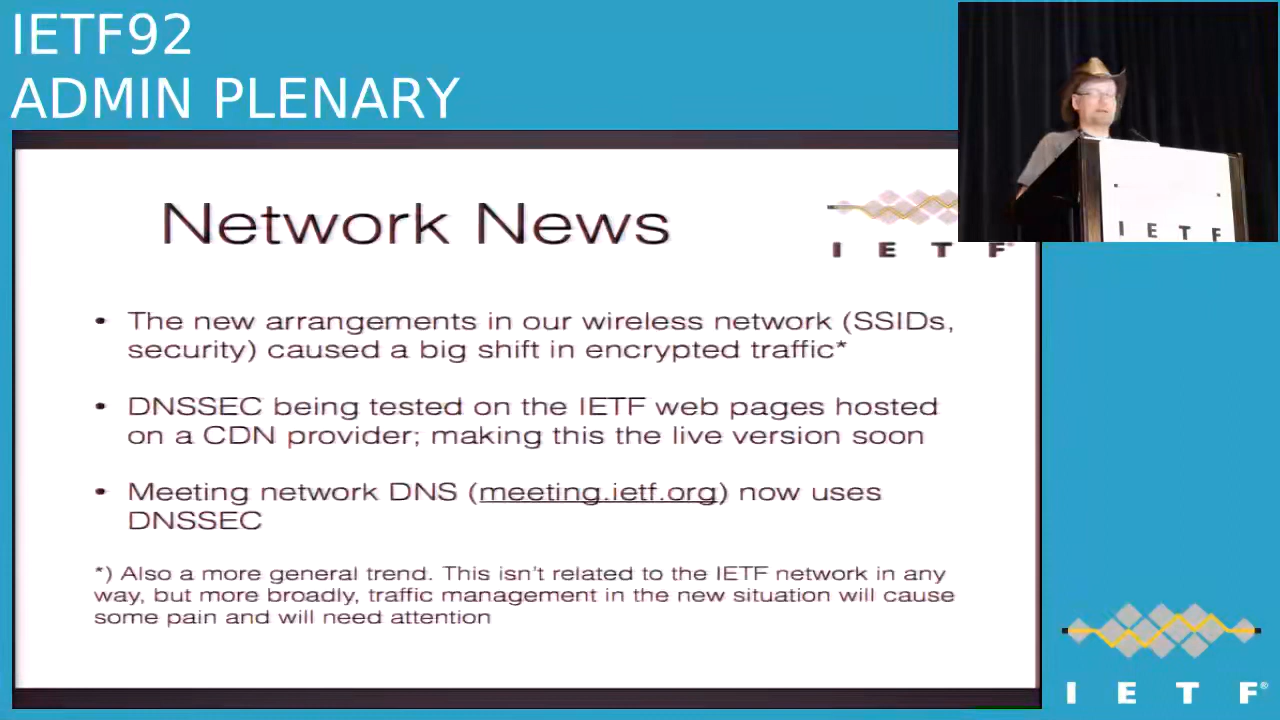 IETF92
ADMIN PLENARY
Network News
I E T F
I E T F
• The new arrangements in our wireless network (SSIDs,
security) caused a big shift in encrypted traffic*
• DNSSEC being tested on the IETF web pages hosted
on a CDN provider; making this the live version soon
• Meeting network DNS (meeting.ietf.org) now uses
DNSSEC
*) Also a more general trend. This isn't related to the IETF network in any
way, but more broadly, traffic management in the new situation will cause
some pain and will need attention
I E T F®